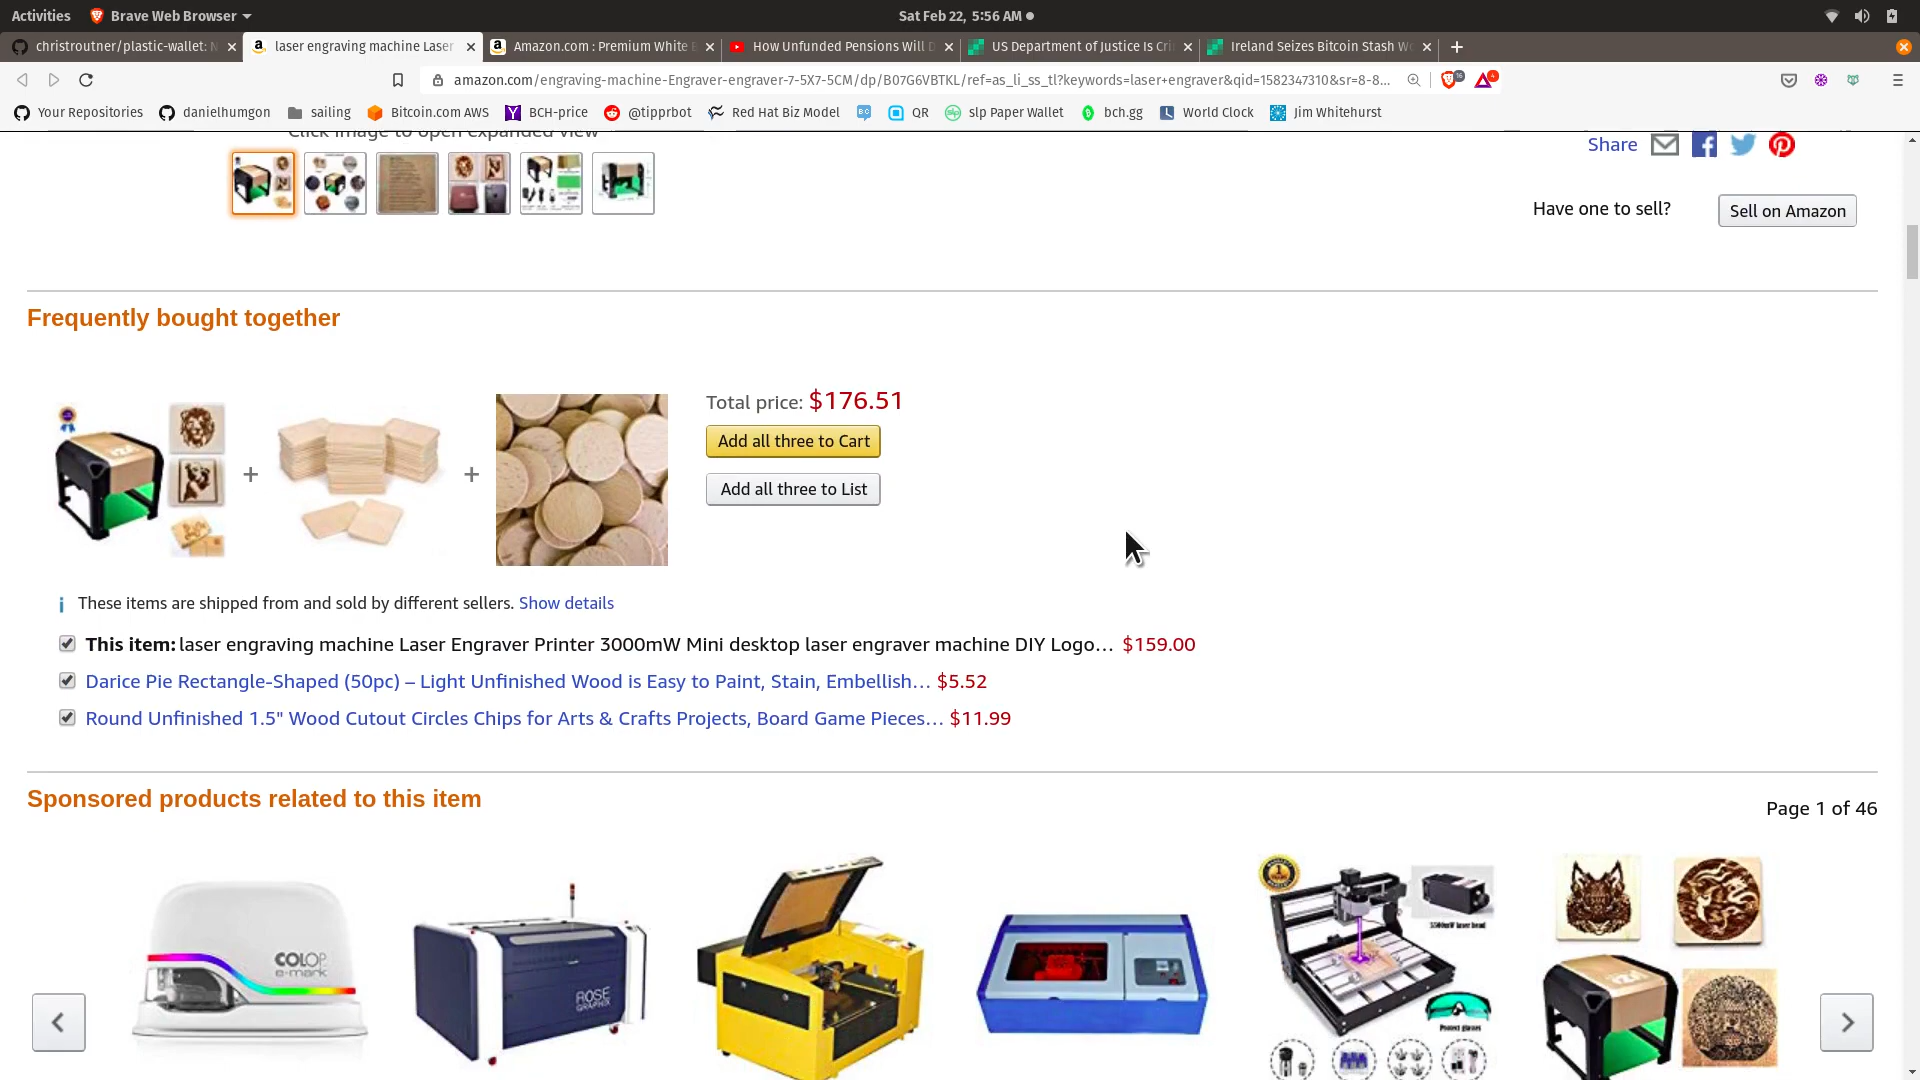 Activities
Brave Web Browser
Sat Feb 22, 5:56 AM
christroutner/plastic-wallet: N
laser engraving machine Laser
Amazon.com : Premium White
How Unfunded Pensions Will D
US Department of Justice Is Cri
Ireland Seizes Bitcoin Stash Wo
amazon.com/engraving-machine-Engraver-engraver-7-5X7-5CM/dp/B07G6VBTKL/ref=as_li_ss_tl?keywords=laser+engraver&qid=1582347310&sr=8-8...
16
4
Your Repositories
danielhumgon
sailing
Bitcoin.com AWS
BCH-price
@tipprbot
Red Hat Biz Model
QR
slp Paper Wallet
bch.gg
World Clock
Jim Whitehurst
Click image to open expanded view
Share
Have one to sell?
Sell on Amazon
Frequently bought together
Total price: $176.51
Add all three to Cart
Add all three to List
+
+
i These items are shipped from and sold by different sellers. Show details
This item: laser engraving machine Laser Engraver Printer 3000mW Mini desktop laser engraver machine DIY Logo… $159.00
Darice Pie Rectangle-Shaped (50pc) – Light Unfinished Wood is Easy to Paint, Stain, Embellish… $5.52
Round Unfinished 1.5" Wood Cutout Circles Chips for Arts & Crafts Projects, Board Game Pieces… $11.99
Sponsored products related to this item
Page 1 of 46
COLOP
e-mark
ROSE
GRAPHIX
5500mW laser head
Protect glasses